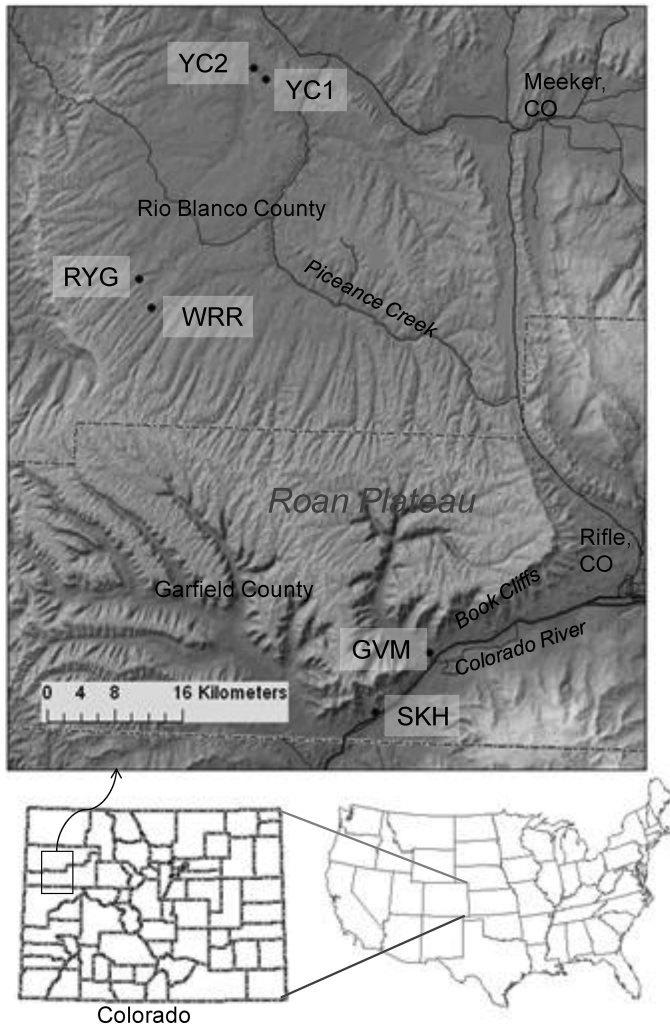 YC2
YC1
Meeker,
CO
Rio Blanco County
RYG
WRR
Piceance Creek
Roan Plateau
Rifle,
CO
Garfield County
Book Cliffs
GVM
Colorado River
SKH
0 4 8 16 Kilometers
Colorado